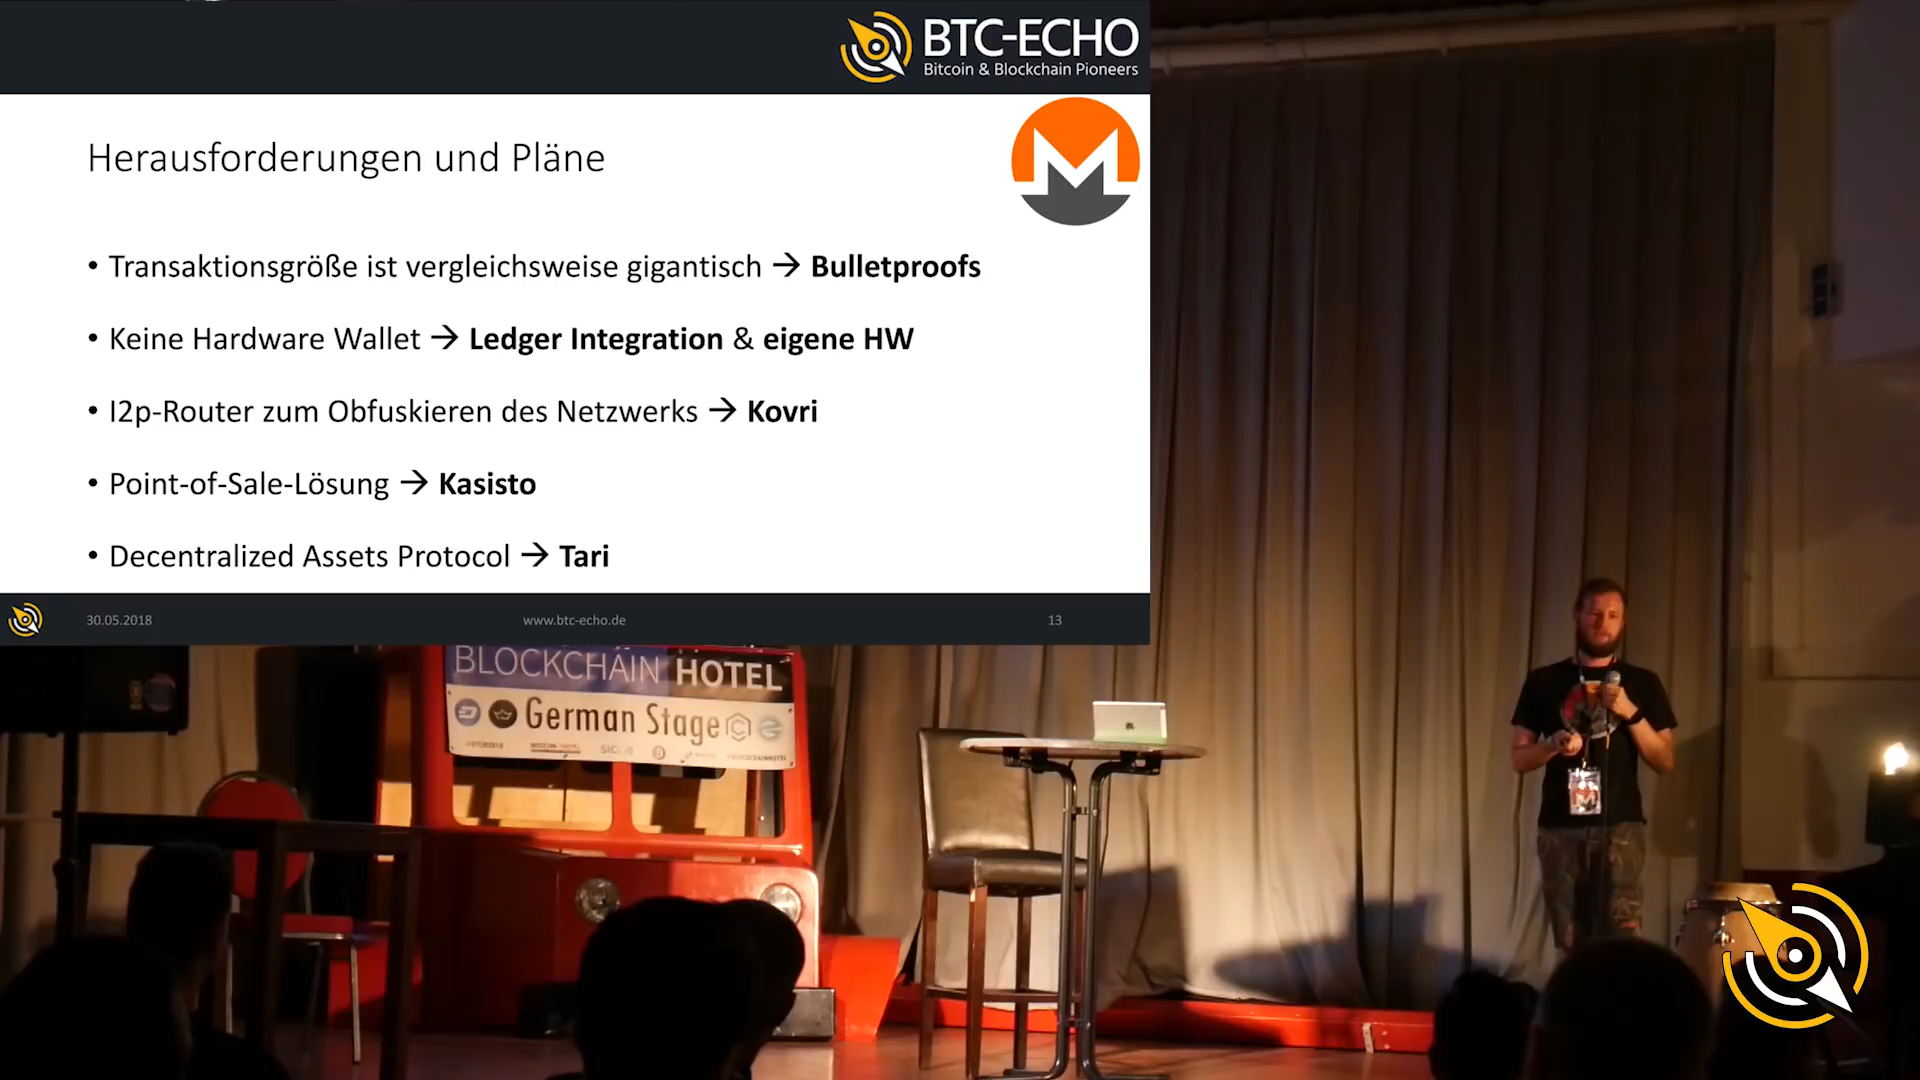 BTC-ECHO
Bitcoin & Blockchain Pioneers
Herausforderungen und Pläne
• Transaktionsgröße ist vergleichsweise gigantisch → Bulletproofs
• Keine Hardware Wallet → Ledger Integration & eigene HW
• I2p-Router zum Obfuskieren des Netzwerks → Kovri
• Point-of-Sale-Lösung → Kasisto
• Decentralized Assets Protocol → Tari
30.05.2018 www.btc-echo.de 13
BLOCKCHAIN HOTEL
German Stage